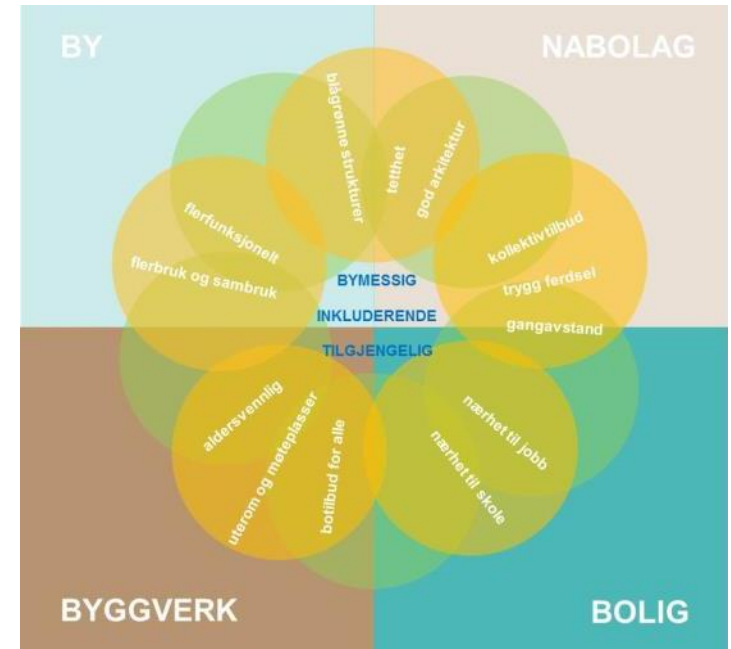 BY
NABOLAG
blågrønne strukturer
tetthet
god arkitektur
flerfunksjonelt
flerbruk og sambruk
kollektivtilbud
trygg ferdsel
gangavstand
BYMESSIG
INKLUDERENDE
TILGJENGELIG
aldersvennlig
uterom og møteplasser
botilbud for alle
nærhet til jobb
nærhet til skole
BYGGVERK
BOLIG